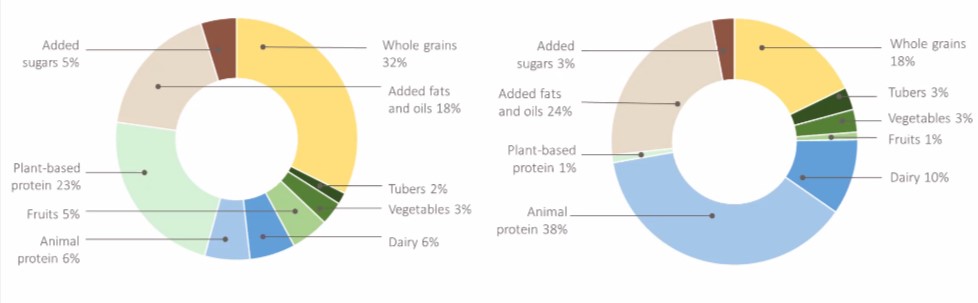 Added
sugars 5%
Whole grains
32%
Added fats
and oils 18%
Plant-based
protein 23%
Tubers 2%
Vegetables 3%
Fruits 5%
Dairy 6%
Animal
protein 6%
Added
sugars 3%
Whole grains
18%
Added fats
and oils 24%
Tubers 3%
Vegetables 3%
Fruits 1%
Plant-based
protein 1%
Dairy 10%
Animal
protein 38%